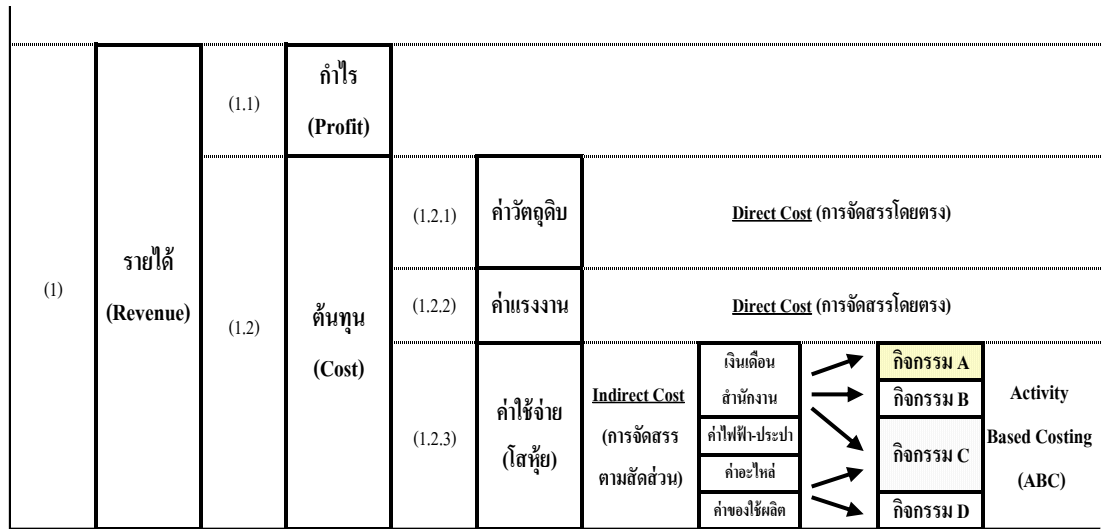 (1)
รายได้
(Revenue)
(1.1)
กำไร
(Profit)
(1.2)
ต้นทุน
(Cost)
(1.2.1)
ค่าวัตถุดิบ
Direct Cost (การจัดสรรโดยตรง)
(1.2.2)
ค่าแรงงาน
Direct Cost (การจัดสรรโดยตรง)
(1.2.3)
ค่าใช้จ่าย
(โสหุ้ย)
Indirect Cost
(การจัดสรร
ตามสัดส่วน)
เงินเดือน
สำนักงาน
ค่าไฟฟ้า-ประปา
ค่าอะไหล่
ค่าของใช้ผลิต
กิจกรรม A
กิจกรรม B
กิจกรรม C
กิจกรรม D
Activity
Based Costing
(ABC)